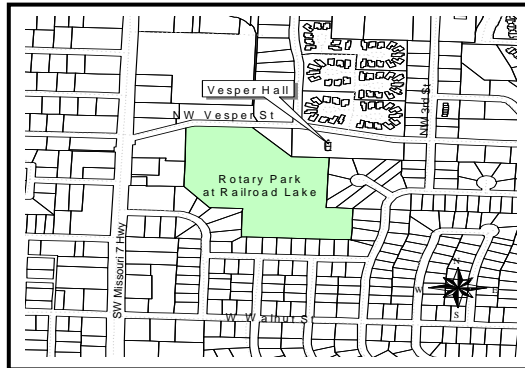 Vesper Hall
NW Vesper St
NW 3rd St
Rotary Park
at Railroad Lake
SW Missouri 7 Hwy
W Walnut St
N
W
E
S